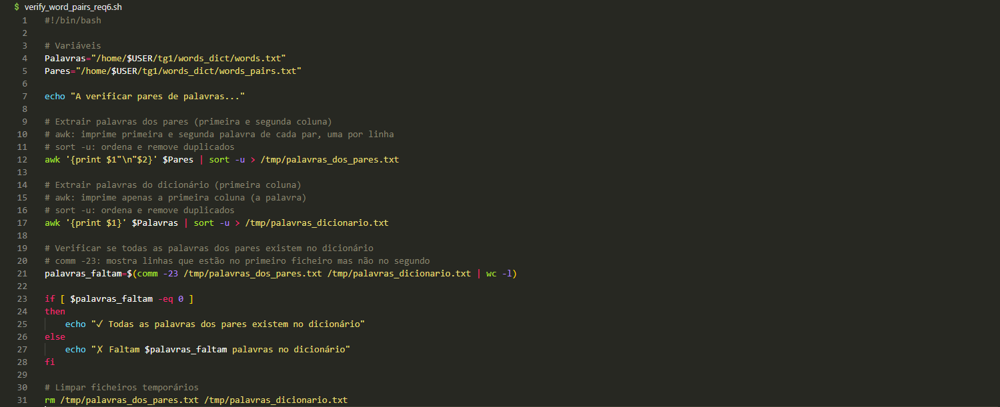 $ verify_word_pairs_req6.sh
1 #!/bin/bash
2
3 # Variáveis
4 Palavras="/home/$USER/tg1/words_dict/words.txt"
5 Pares="/home/$USER/tg1/words_dict/words_pairs.txt"
6
7 echo "A verificar pares de palavras..."
8
9 # Extrair palavras dos pares (primeira e segunda coluna)
10 # awk: imprime primeira e segunda palavra de cada par, uma por linha
11 # sort -u: ordena e remove duplicados
12 awk '{print $1"\n"$2}' $Pares | sort -u > /tmp/palavras_dos_pares.txt
13
14 # Extrair palavras do dicionário (primeira coluna)
15 # awk: imprime apenas a primeira coluna (a palavra)
16 # sort -u: ordena e remove duplicados
17 awk '{print $1}' $Palavras | sort -u > /tmp/palavras_dicionario.txt
18
19 # Verificar se todas as palavras dos pares existem no dicionário
20 # comm -23: mostra linhas que estão no primeiro ficheiro mas não no segundo
21 palavras_faltam=$(comm -23 /tmp/palavras_dos_pares.txt /tmp/palavras_dicionario.txt | wc -l)
22
23 if [ $palavras_faltam -eq 0 ]
24 then
25 echo "✓ Todas as palavras dos pares existem no dicionário"
26 else
27 echo "✗ Faltam $palavras_faltam palavras no dicionário"
28 fi
29
30 # Limpar ficheiros temporários
31 rm /tmp/palavras_dos_pares.txt /tmp/palavras_dicionario.txt